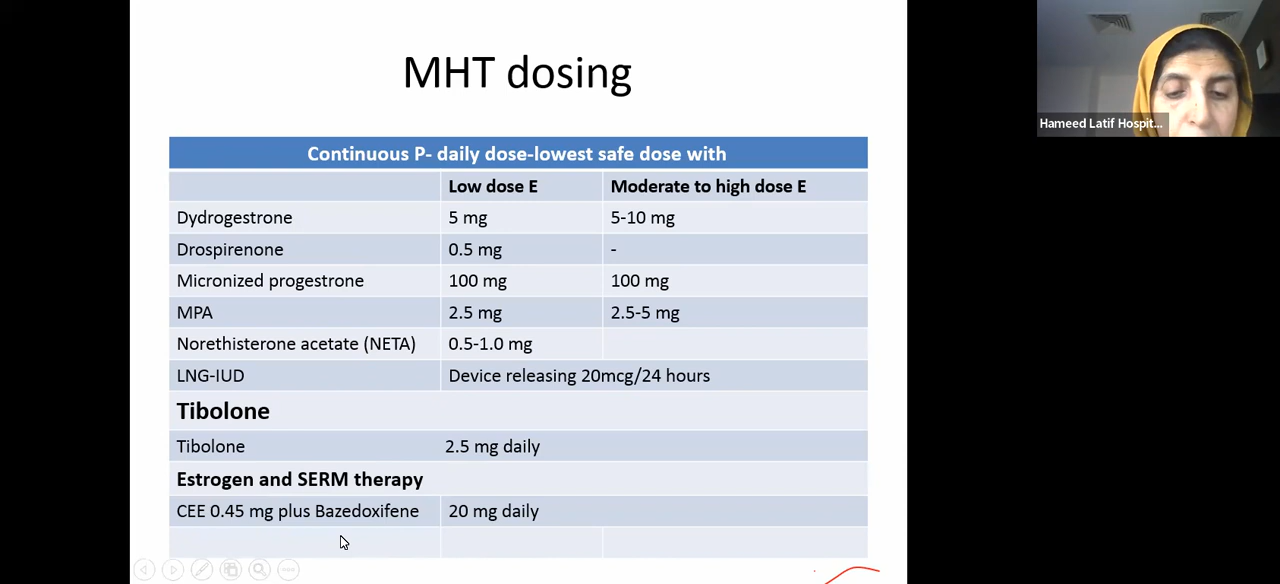 MHT dosing
Hameed Latif Hospit...
Continuous P- daily dose-lowest safe dose with
Low dose E Moderate to high dose E
Dydrogestrone 5 mg 5-10 mg
Drospirenone 0.5 mg -
Micronized progestrone 100 mg 100 mg
MPA 2.5 mg 2.5-5 mg
Norethisterone acetate (NETA) 0.5-1.0 mg
LNG-IUD Device releasing 20mcg/24 hours
Tibolone
Tibolone 2.5 mg daily
Estrogen and SERM therapy
CEE 0.45 mg plus Bazedoxifene 20 mg daily